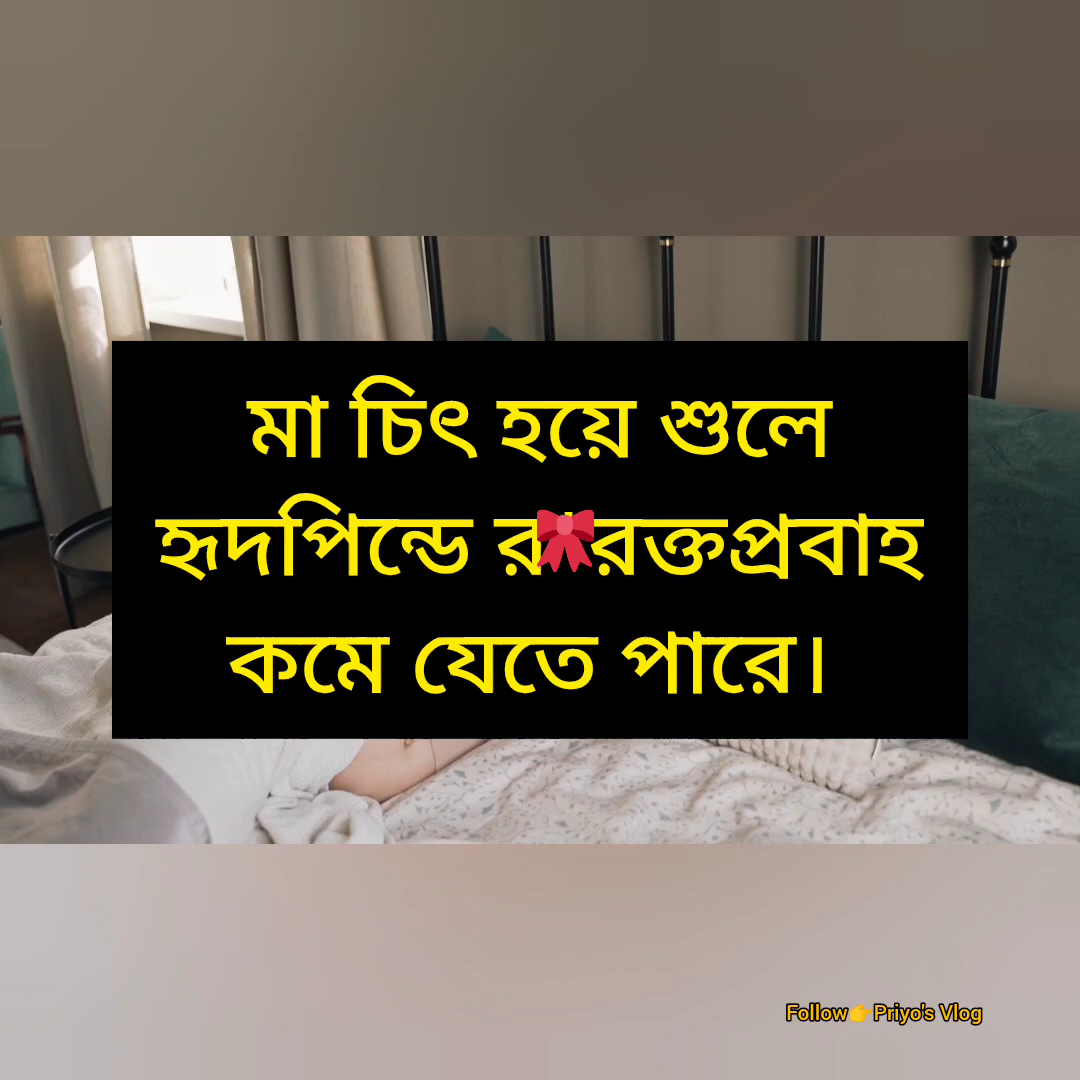 মা চিৎ হয়ে শুলে
হৃদপিন্ডে রক্তপ্রবাহ
কমে যেতে পারে।
Follow👉Priyo's Vlog